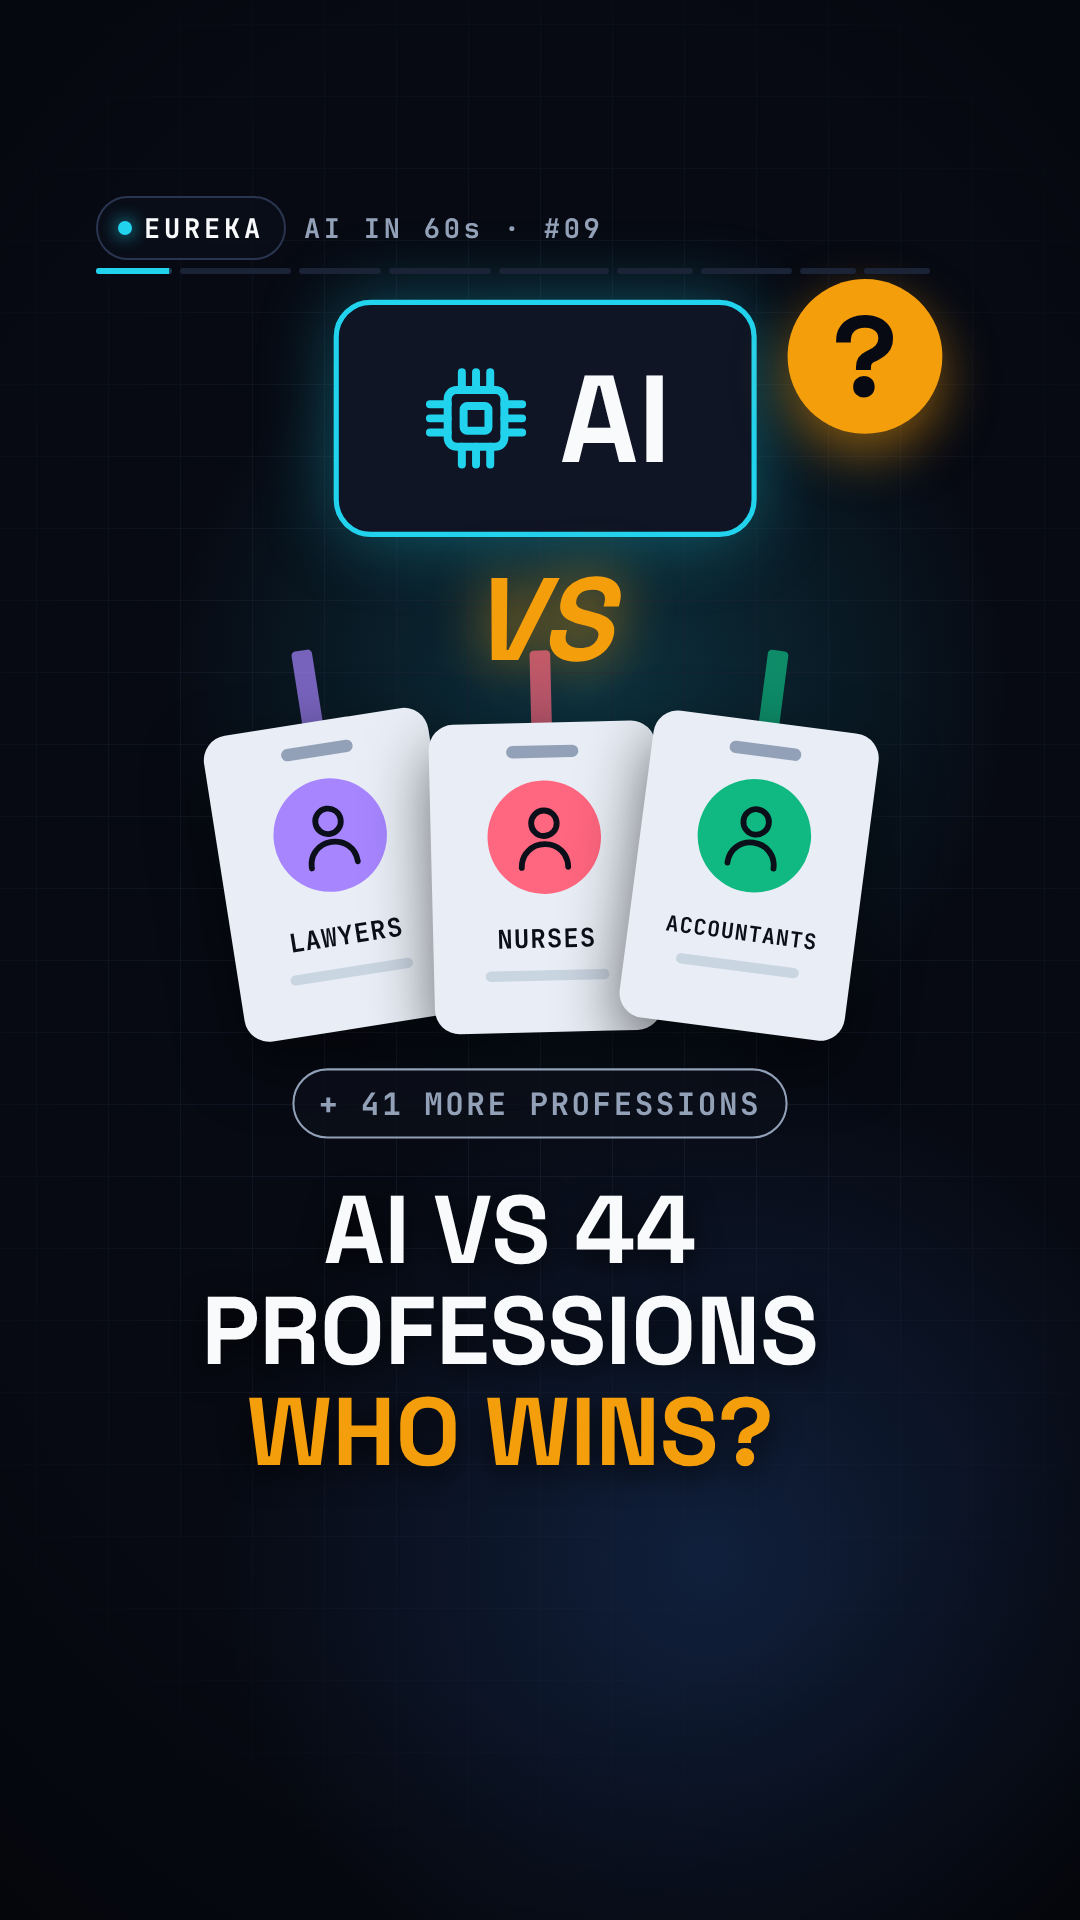 EUREKA AI IN 60s · #09
AI
?
VS
LAWYERS
NURSES
ACCOUNTANTS
+ 41 MORE PROFESSIONS
AI VS 44
PROFESSIONS
WHO WINS?